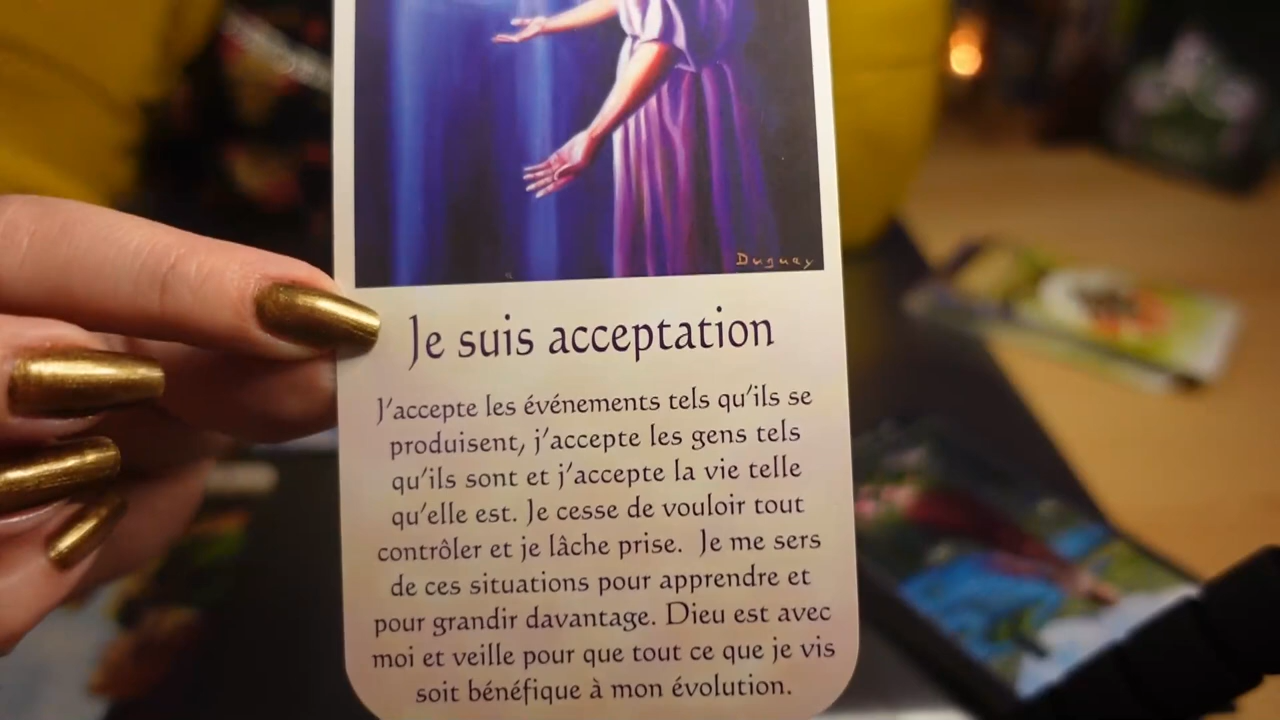 Duguay
Je suis acceptation
J'accepte les événements tels qu'ils se
produisent, j'accepte les gens tels
qu'ils sont et j'accepte la vie telle
qu'elle est. Je cesse de vouloir tout
contrôler et je lâche prise. Je me sers
de ces situations pour apprendre et
pour grandir davantage. Dieu est avec
moi et veille pour que tout ce que je vis
soit bénéfique à mon évolution.